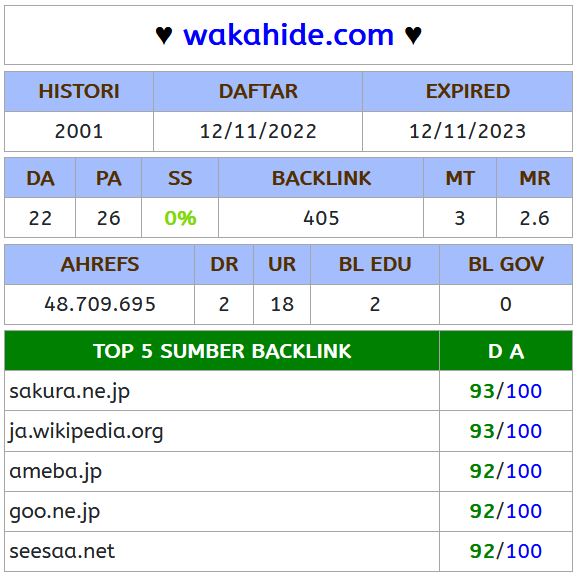 ♥ wakahide.com ♥
HISTORI DAFTAR EXPIRED
2001 12/11/2022 12/11/2023
DA PA SS BACKLINK MT MR
22 26 0% 405 3 2.6
AHREFS DR UR BL EDU BL GOV
48.709.695 2 18 2 0
TOP 5 SUMBER BACKLINK D A
sakura.ne.jp 93/100
ja.wikipedia.org 93/100
ameba.jp 92/100
goo.ne.jp 92/100
seesaa.net 92/100